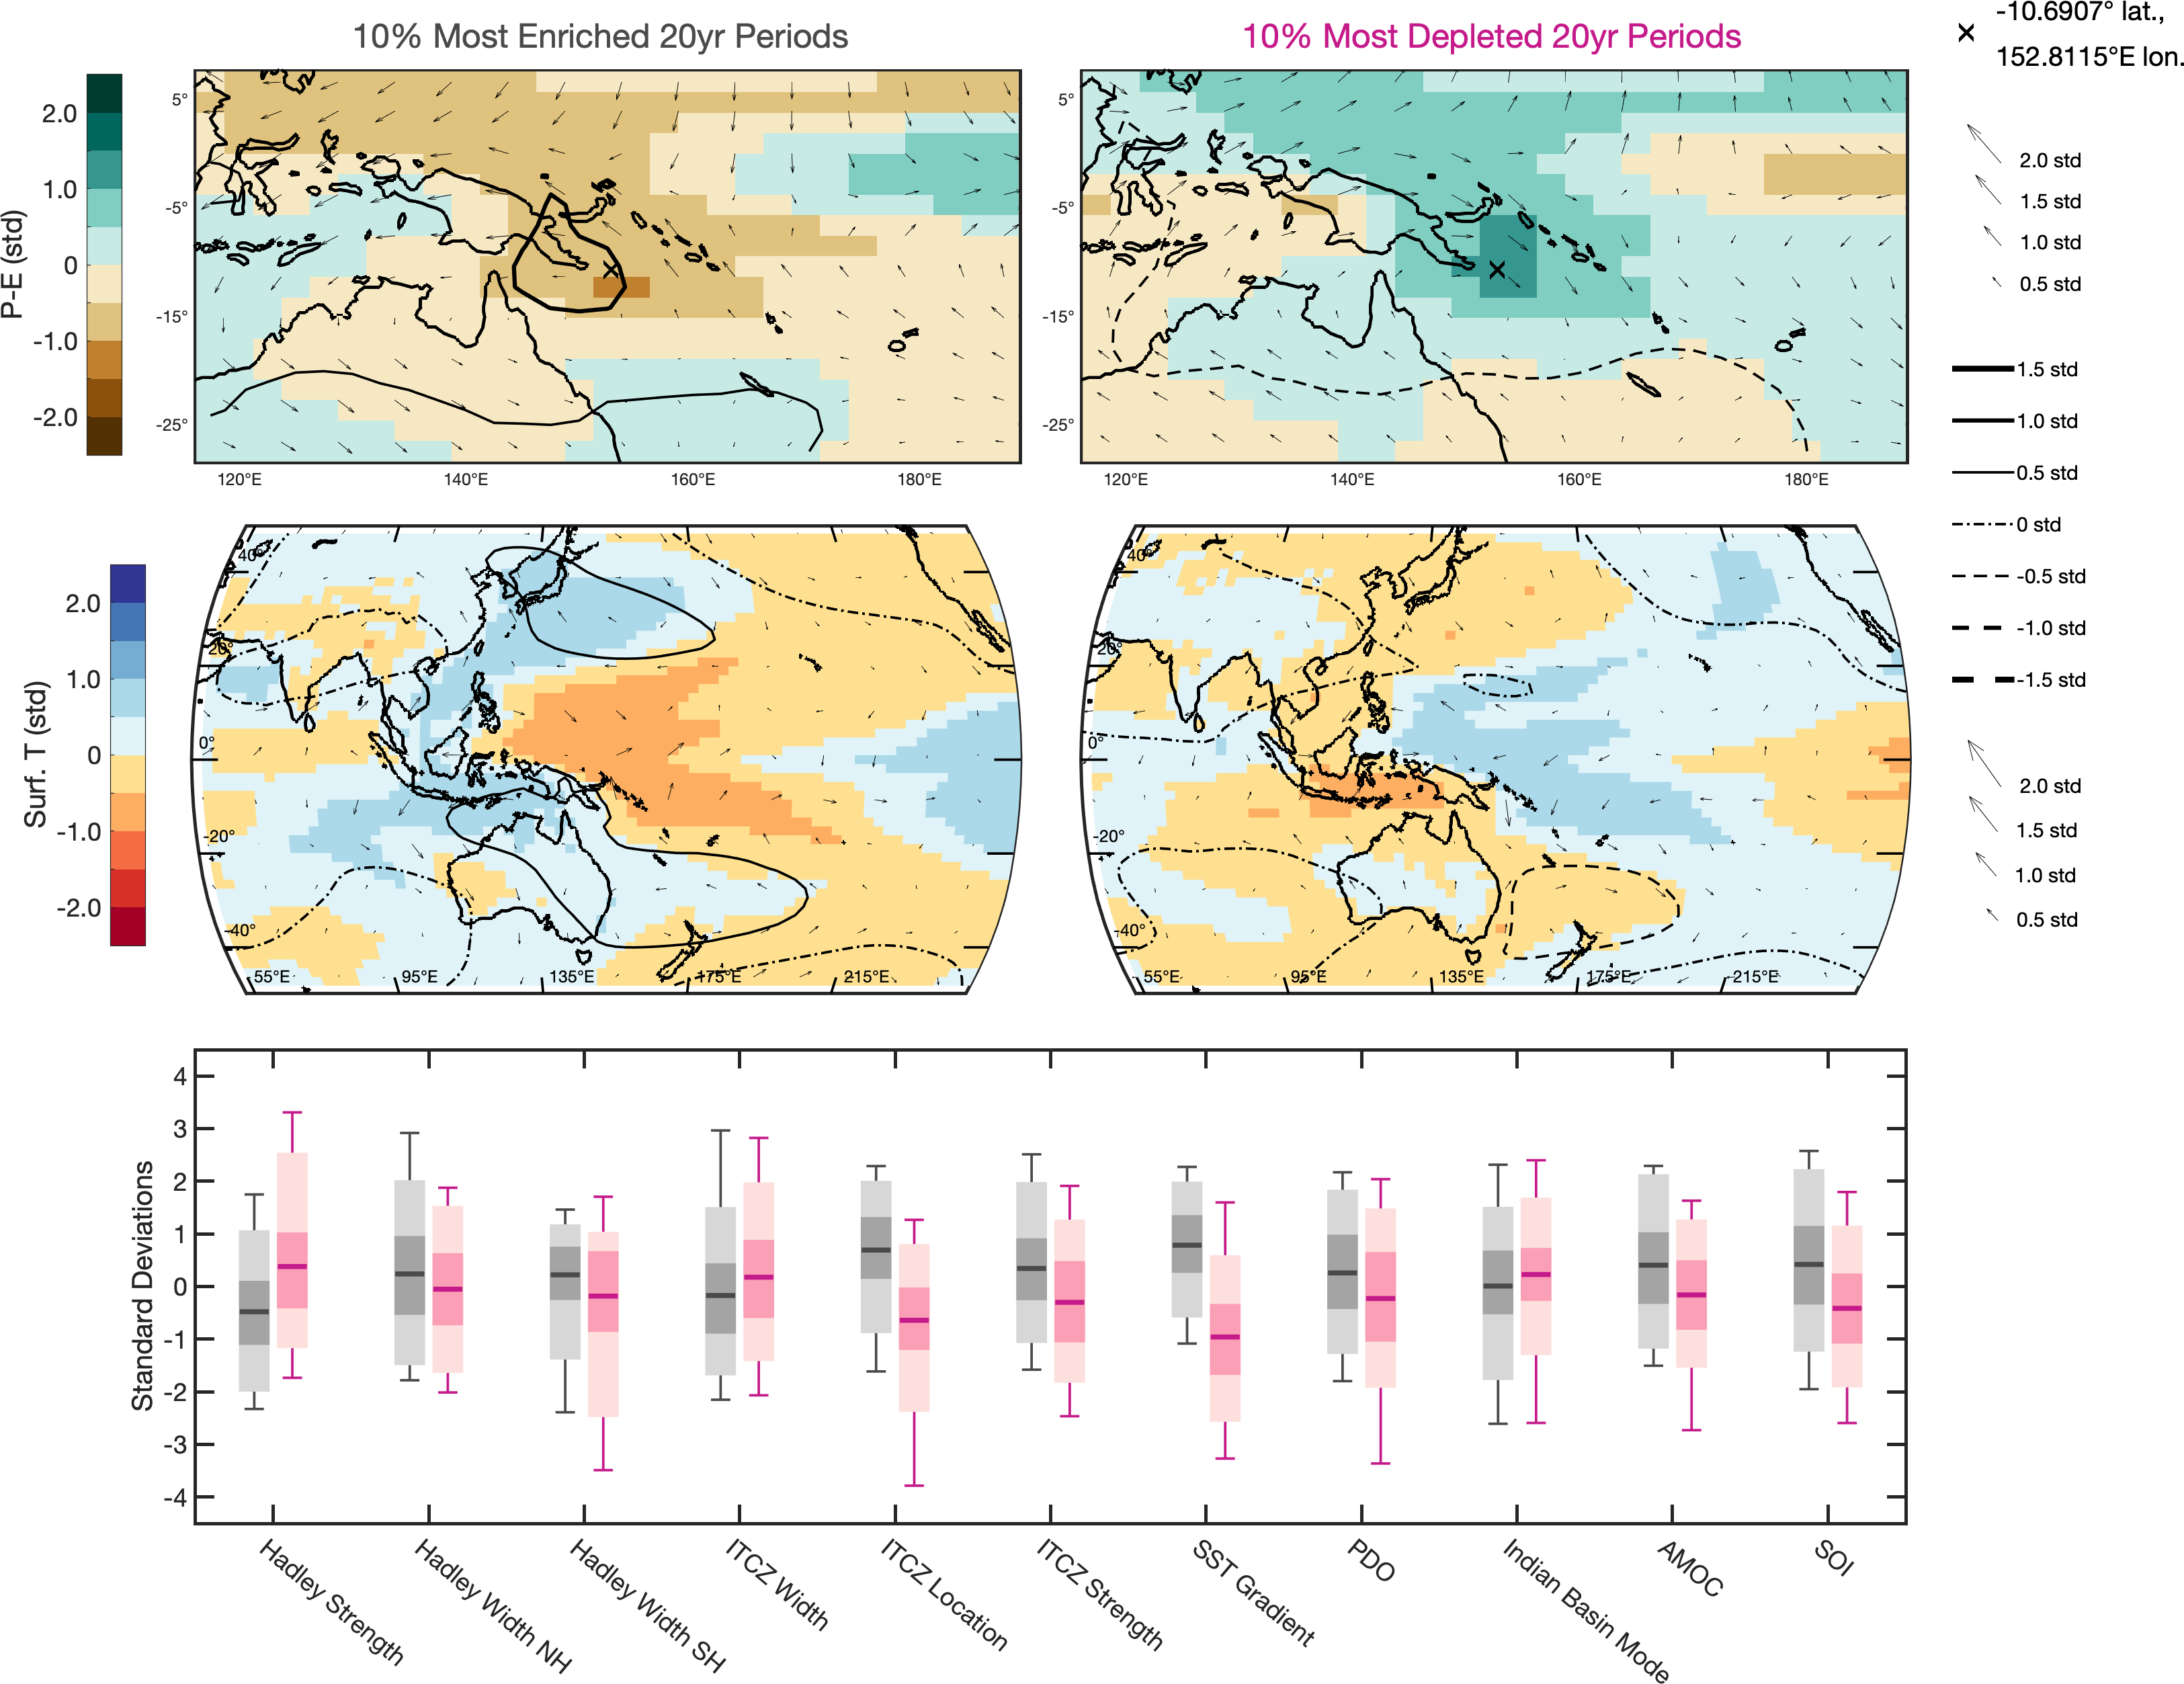 10% Most Enriched 20yr Periods
10% Most Depleted 20yr Periods
-10.6907° lat.,
152.8115°E lon.
P-E (std)
2.0
1.0
0
-1.0
-2.0
5°
-5°
-15°
-25°
120°E
140°E
160°E
180°E
5°
-5°
-15°
-25°
120°E
140°E
160°E
180°E
2.0 std
1.5 std
1.0 std
0.5 std
1.5 std
1.0 std
0.5 std
0 std
-0.5 std
-1.0 std
-1.5 std
Surf. T (std)
2.0
1.0
0
-1.0
-2.0
40°
20°
0°
-20°
-40°
55°E
95°E
135°E
175°E
215°E
40°
20°
0°
-20°
-40°
55°E
95°E
135°E
175°E
215°E
2.0 std
1.5 std
1.0 std
0.5 std
Standard Deviations
4
3
2
1
0
-1
-2
-3
-4
Hadley Strength
Hadley Width NH
Hadley Width SH
ITCZ Width
ITCZ Location
ITCZ Strength
SST Gradient
PDO
Indian Basin Mode
AMOC
SOI